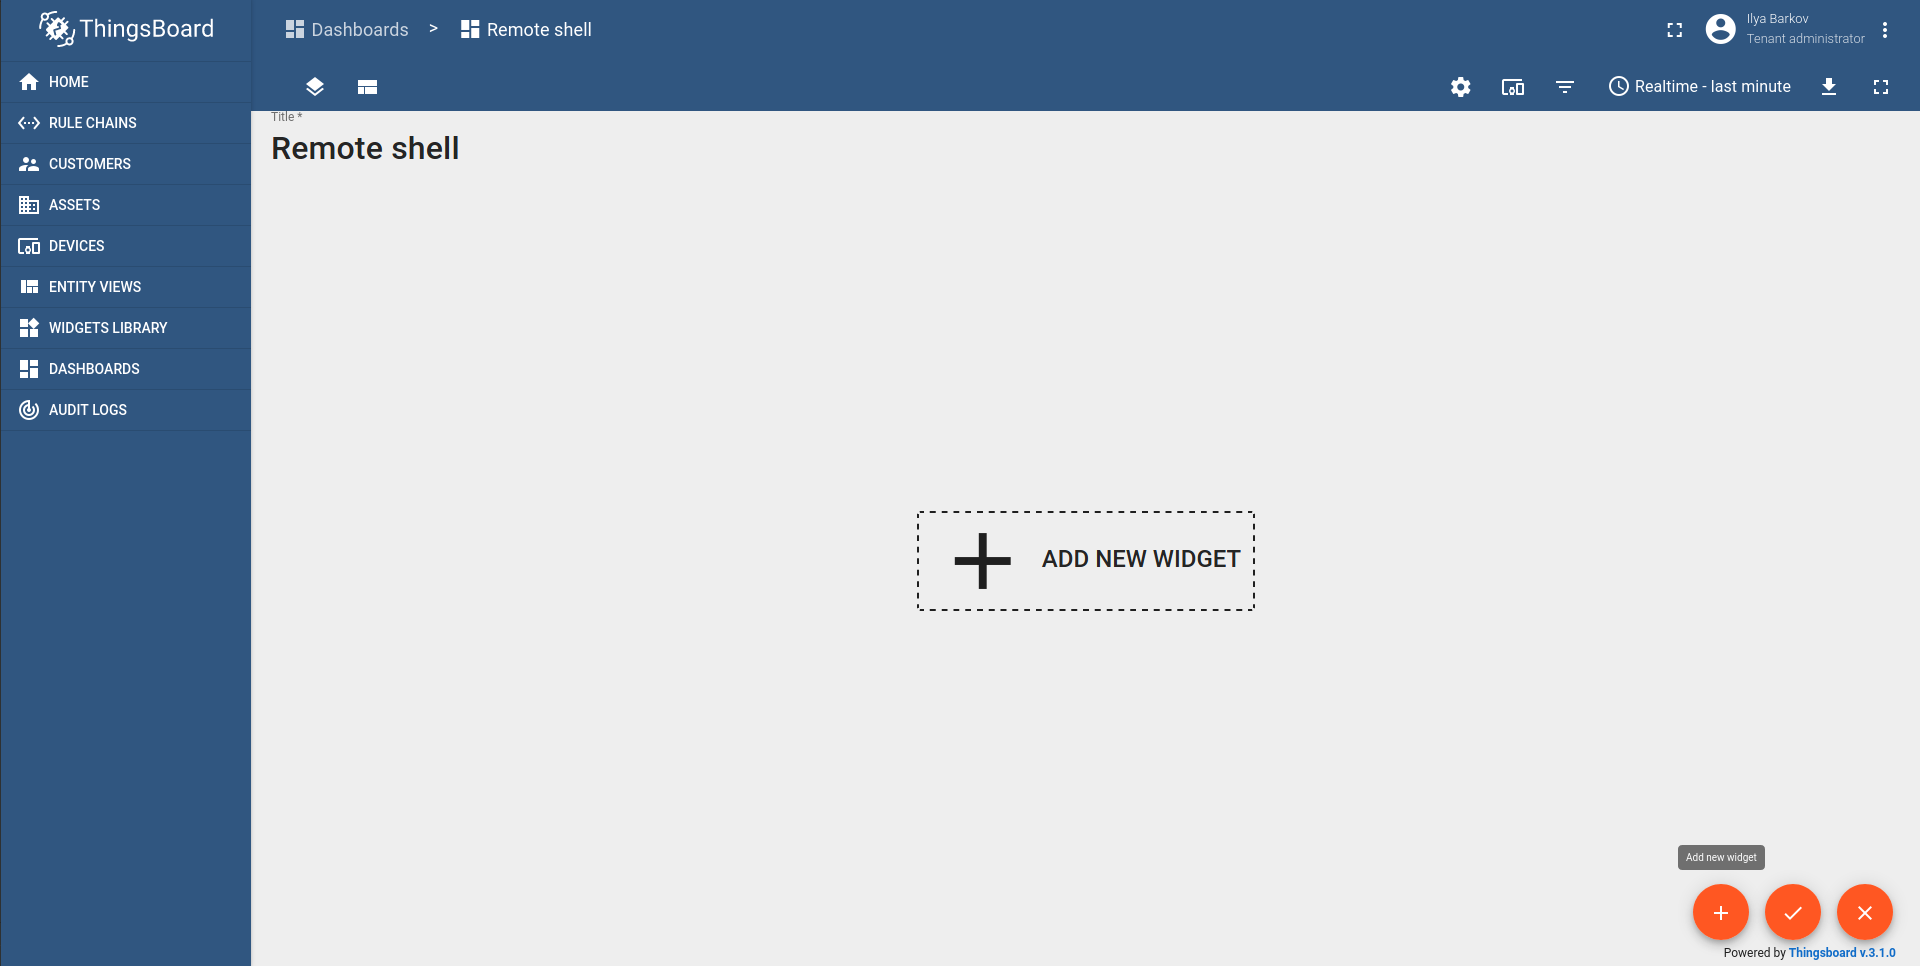 ThingsBoard
Dashboards > Remote shell
Ilya Barkov
Tenant administrator
HOME
RULE CHAINS
CUSTOMERS
ASSETS
DEVICES
ENTITY VIEWS
WIDGETS LIBRARY
DASHBOARDS
AUDIT LOGS
Realtime - last minute
Title *
Remote shell
ADD NEW WIDGET
Add new widget
Powered by Thingsboard v.3.1.0